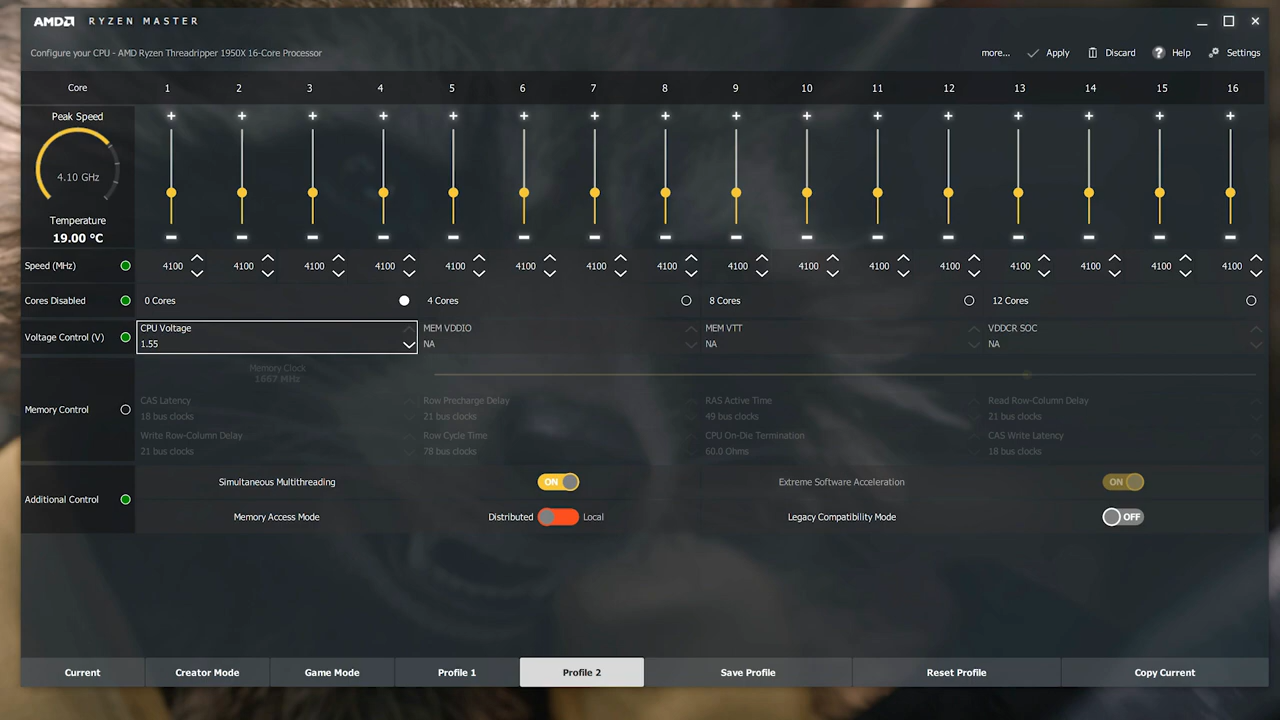 AMD RYZEN MASTER
Configure your CPU - AMD Ryzen Threadripper 1950X 16-Core Processor more... Apply Discard ? Help Settings
Core 1 2 3 4 5 6 7 8 9 10 11 12 13 14 15 16
Peak Speed
4.10 GHz
Temperature
19.00 °C
Speed (MHz) 4100 4100 4100 4100 4100 4100 4100 4100 4100 4100 4100 4100 4100 4100 4100 4100
Cores Disabled 0 Cores 4 Cores 8 Cores 12 Cores
Voltage Control (V)
CPU Voltage MEM VDDIO MEM VTT VDDCR SOC
1.55 NA NA NA
Memory Control
Memory Clock
1667 MHz
CAS Latency Row Precharge Delay RAS Active Time Read Row-Column Delay
18 bus clocks 21 bus clocks 49 bus clocks 21 bus clocks
Write Row-Column Delay Row Cycle Time CPU On-Die Termination CAS Write Latency
21 bus clocks 78 bus clocks 60.0 Ohms 18 bus clocks
Additional Control
Simultaneous Multithreading ON Extreme Software Acceleration ON
Memory Access Mode Distributed Local Legacy Compatibility Mode OFF
Current Creator Mode Game Mode Profile 1 Profile 2 Save Profile Reset Profile Copy Current